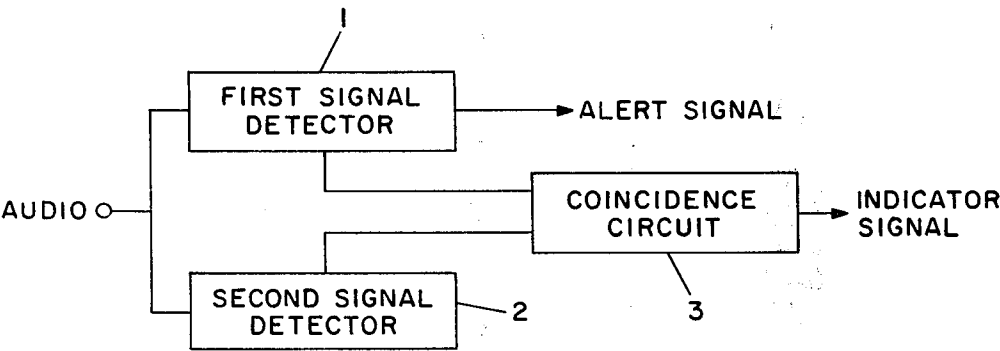 1
FIRST SIGNAL
DETECTOR
ALERT SIGNAL
AUDIO
COINCIDENCE
CIRCUIT
INDICATOR
SIGNAL
SECOND SIGNAL
DETECTOR
2
3